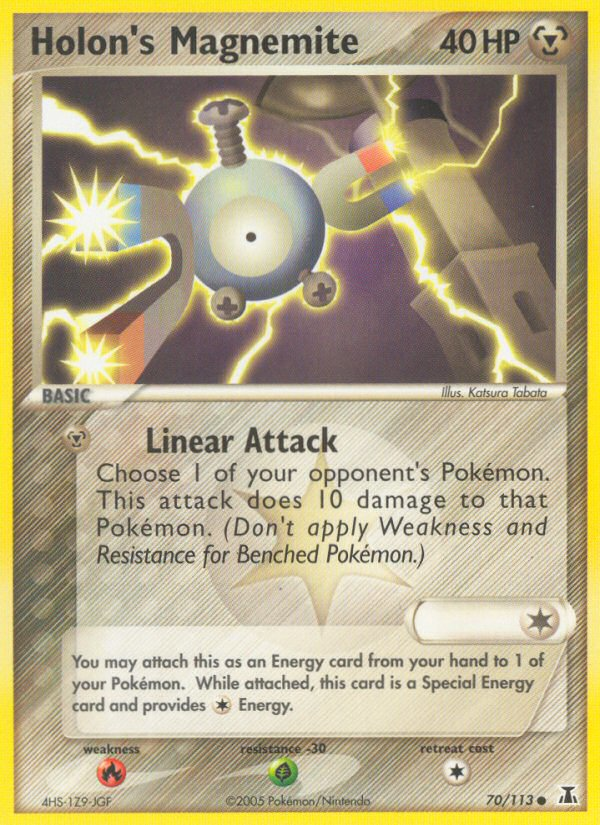 Holon's Magnemite 40 HP
BASIC
Illus. Katsura Tabata
Linear Attack
Choose 1 of your opponent's Pokémon.
This attack does 10 damage to that
Pokémon. (Don't apply Weakness and
Resistance for Benched Pokémon.)
You may attach this as an Energy card from your hand to 1 of
your Pokémon. While attached, this card is a Special Energy
card and provides Energy.
weakness resistance -30 retreat cost
4HS-1Z9-JGF ©2005 Pokémon/Nintendo 70/113